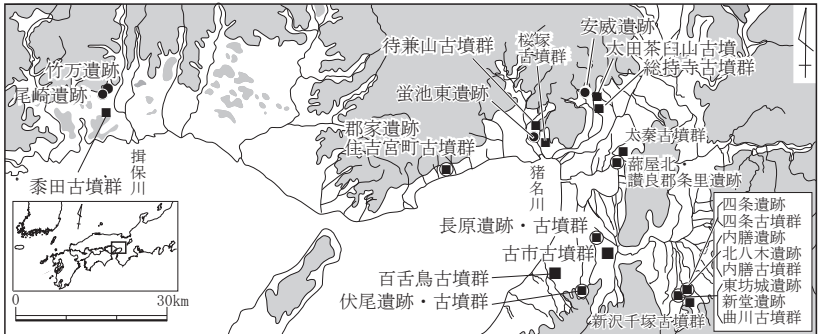 竹万遺跡
尾崎遺跡
黍田古墳群
揖保川
待兼山古墳群
桜塚
古墳群
安威遺跡
太田茶臼山古墳
総持寺古墳群
蛍池東遺跡
郡家遺跡
住吉宮町古墳群
猪名川
太秦古墳群
蔀屋北・
讃良郡条里遺跡
長原遺跡・古墳群
古市古墳群
百舌鳥古墳群
伏尾遺跡・古墳群
新沢千塚古墳群
四条遺跡
四条古墳群
内膳遺跡
北八木遺跡
内膳古墳群
東坊城遺跡
新堂遺跡
曲川古墳群
0 30km